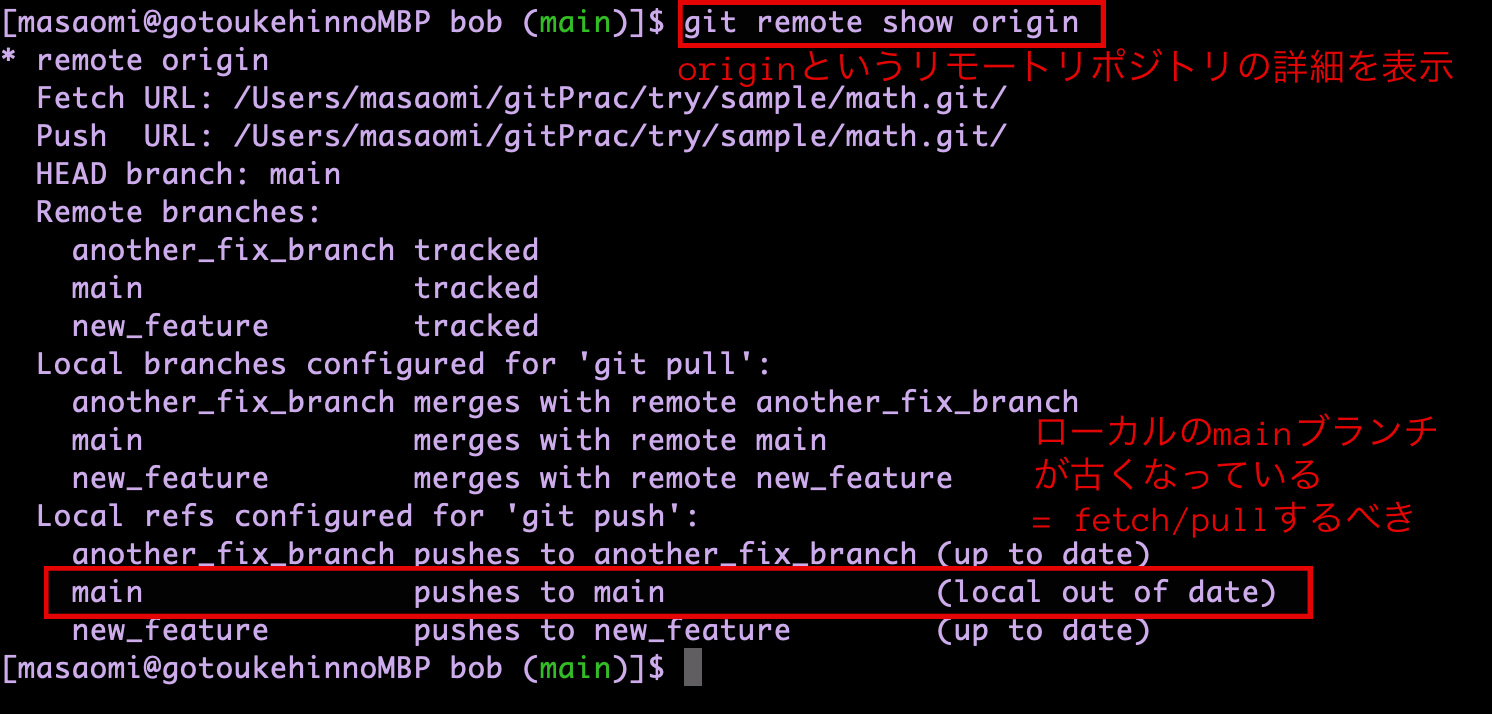 [masaomi@gotoukehinnoMBP bob (main)]$ git remote show origin
* remote origin
originというリモートリポジトリの詳細を表示
Fetch URL: /Users/masaomi/gitPrac/try/sample/math.git/
Push  URL: /Users/masaomi/gitPrac/try/sample/math.git/
HEAD branch: main
Remote branches:
another_fix_branch tracked
main               tracked
new_feature        tracked
Local branches configured for 'git pull':
another_fix_branch merges with remote another_fix_branch
main               merges with remote main
new_feature        merges with remote new_feature
ローカルのmainブランチ
が古くなっている
= fetch/pullするべき
Local refs configured for 'git push':
another_fix_branch pushes to another_fix_branch (up to date)
main               pushes to main               (local out of date)
new_feature        pushes to new_feature        (up to date)
[masaomi@gotoukehinnoMBP bob (main)]$